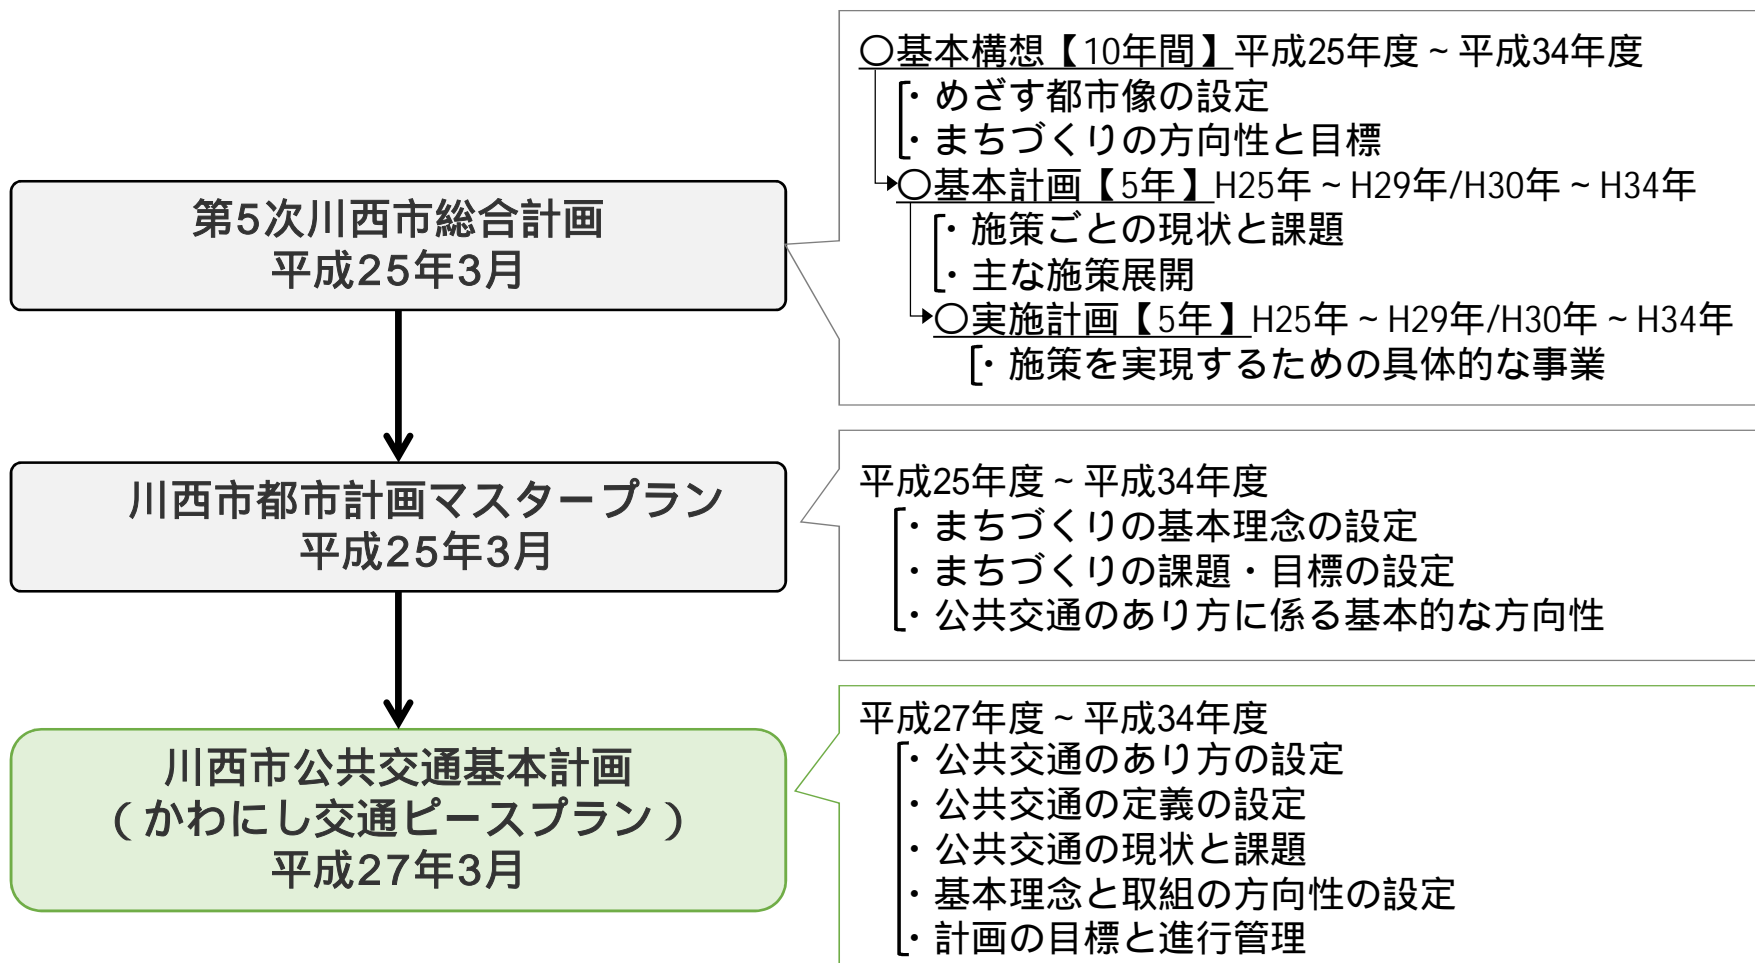 第5次川西市総合計画
平成25年3月
○基本構想【10年間】平成25年度~平成34年度
・めざす都市像の設定
・まちづくりの方向性と目標
○基本計画【5年】H25年~H29年/H30年~H34年
・施策ごとの現状と課題
・主な施策展開
○実施計画【5年】H25年~H29年/H30年~H34年
・施策を実現するための具体的な事業
川西市都市計画マスタープラン
平成25年3月
平成25年度~平成34年度
・まちづくりの基本理念の設定
・まちづくりの課題・目標の設定
・公共交通のあり方に係る基本的な方向性
川西市公共交通基本計画
(かわにし交通ピースプラン)
平成27年3月
平成27年度~平成34年度
・公共交通のあり方の設定
・公共交通の定義の設定
・公共交通の現状と課題
・基本理念と取組の方向性の設定
・計画の目標と進行管理